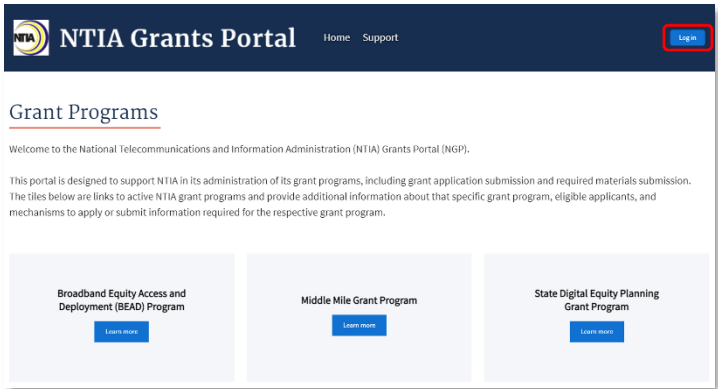 NTIA
NTIA Grants Portal
Home Support
Log in
Grant Programs
Welcome to the National Telecommunications and Information Administration (NTIA) Grants Portal (NGP).
This portal is designed to support NTIA in its administration of its grant programs, including grant application submission and required materials submission.
The tiles below are links to active NTIA grant programs and provide additional information about that specific grant program, eligible applicants, and
mechanisms to apply or submit information required for the respective grant program.
Broadband Equity Access and
Deployment (BEAD) Program
Learn more
Middle Mile Grant Program
Learn more
State Digital Equity Planning
Grant Program
Learn more